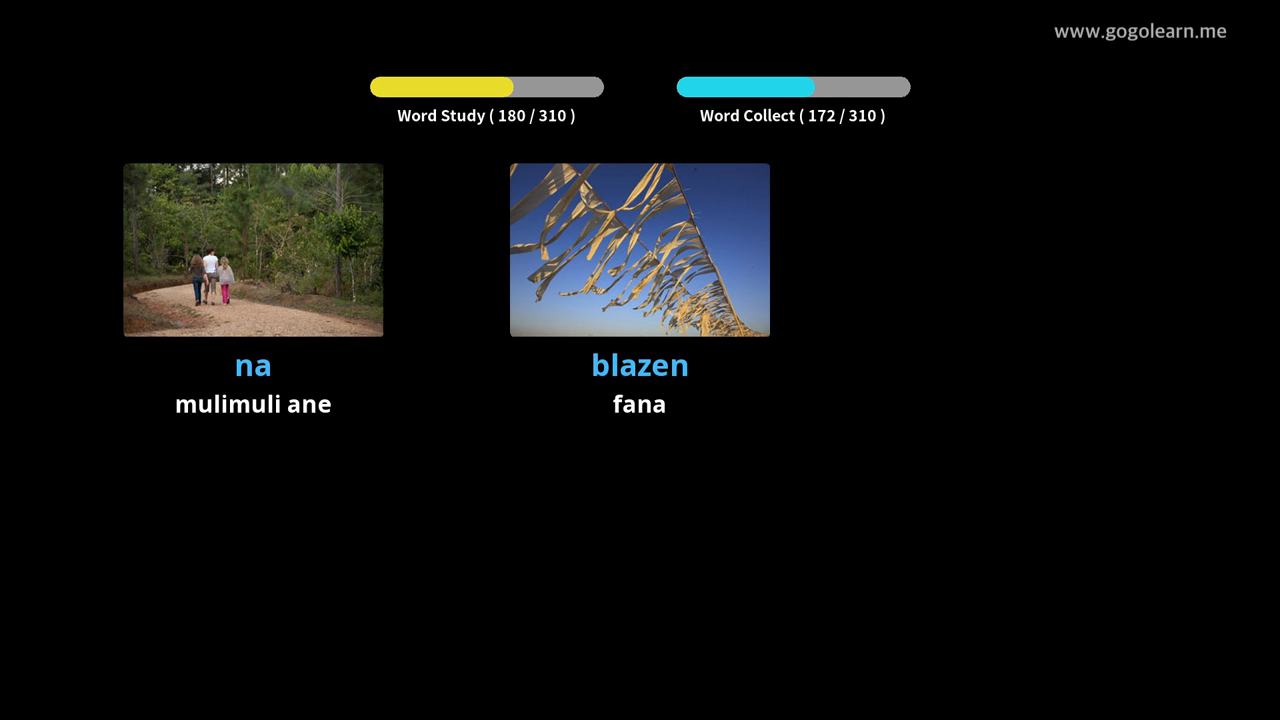 www.gogolearn.me
Word Study ( 180 / 310 )
Word Collect ( 172 / 310 )
na
mulimuli ane
blazen
fana